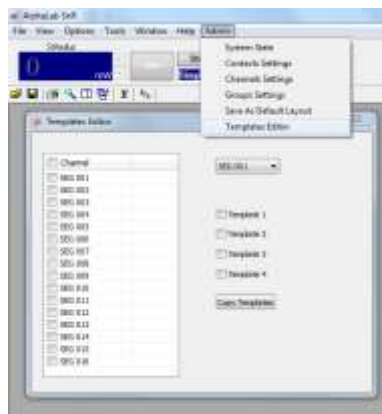 AlphaLab SnR
File View Options Tools Window Help Admin
Stimulus
0
System State
Contacts Settings
Channels Settings
Groups Settings
Save As Default Layout
Templates Editor
Templates Editor
Channel
SEG 001
SEG 001
SEG 002
SEG 003
SEG 004
SEG 005
SEG 006
SEG 007
SEG 008
SEG 009
SEG 010
SEG 011
SEG 012
SEG 013
SEG 014
SEG 015
SEG 016
Template 1
Template 2
Template 3
Template 4
Copy Templates